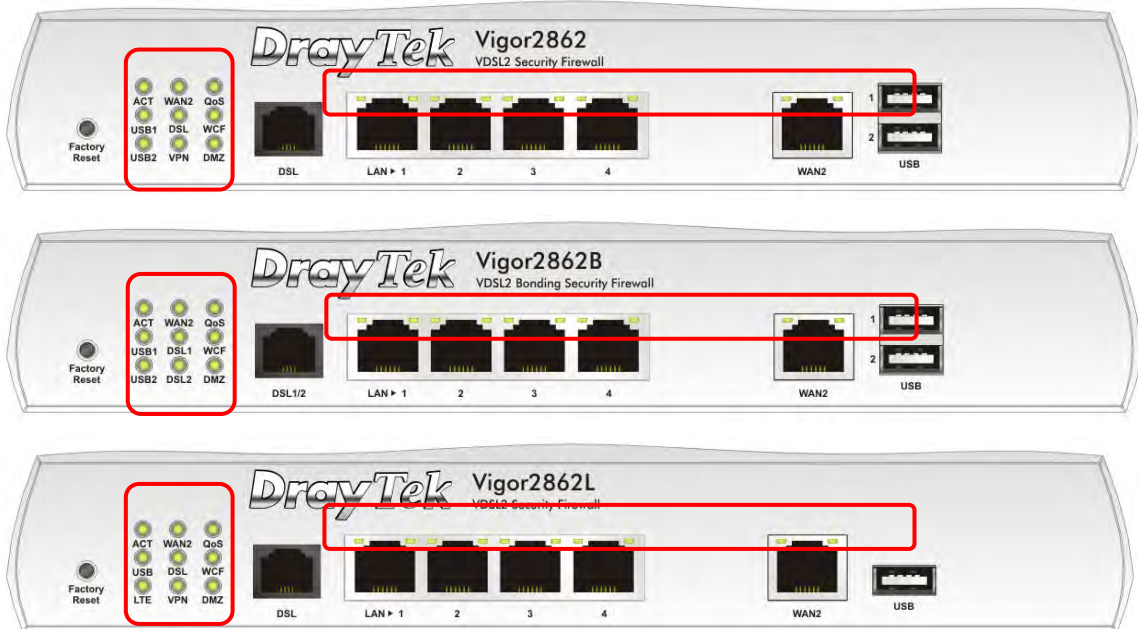 DrayTek Vigor2862
VDSL2 Security Firewall
ACT WAN2 QoS
USB1 DSL WCF
USB2 VPN DMZ
Factory
Reset
DSL
LAN ▸ 1 2 3 4
WAN2
1
2
USB
DrayTek Vigor2862B
VDSL2 Bonding Security Firewall
ACT WAN2 QoS
USB1 DSL1 WCF
USB2 DSL2 DMZ
Factory
Reset
DSL1/2
LAN ▸ 1 2 3 4
WAN2
1
2
USB
DrayTek Vigor2862L
VDSL2 Security Firewall
ACT WAN2 QoS
USB DSL WCF
LTE VPN DMZ
Factory
Reset
DSL
LAN ▸ 1 2 3 4
WAN2
USB